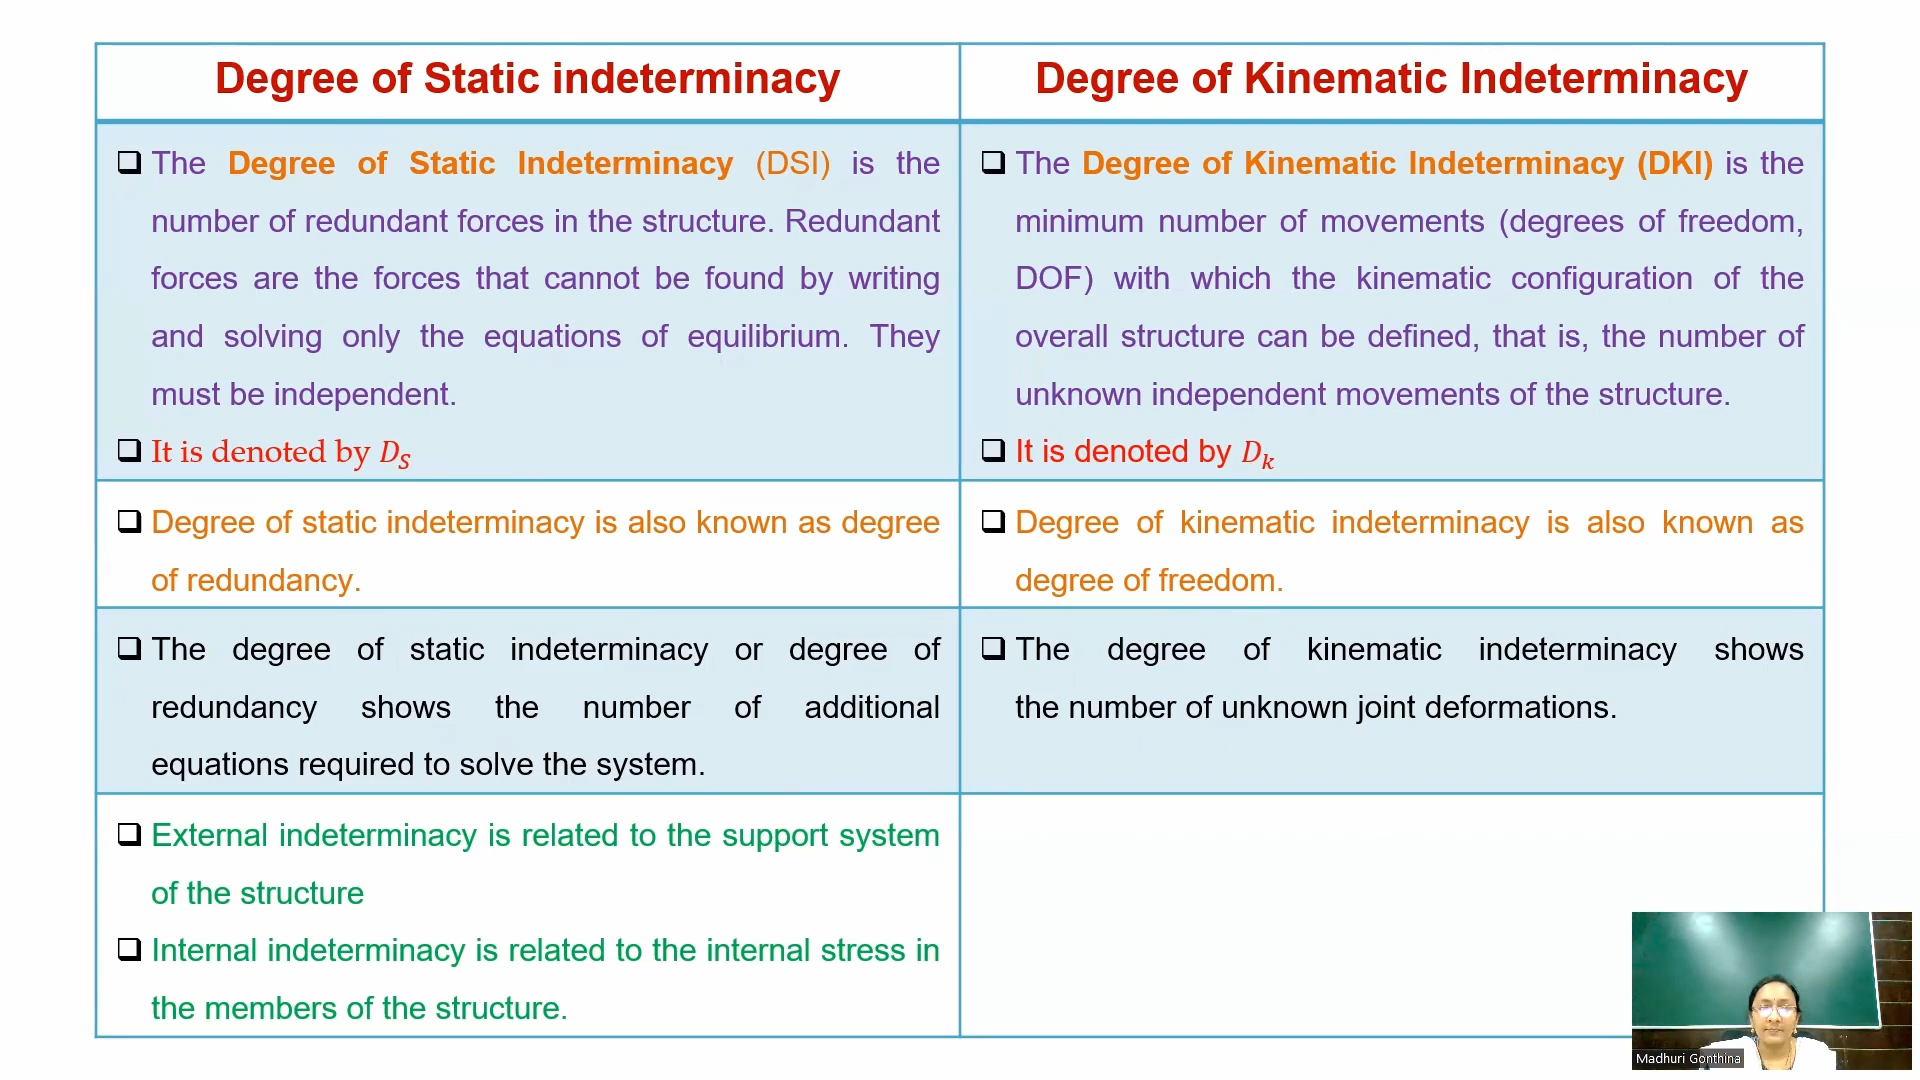 Degree of Static indeterminacy
Degree of Kinematic Indeterminacy
❑ The Degree of Static Indeterminacy (DSI) is the
number of redundant forces in the structure. Redundant
forces are the forces that cannot be found by writing
and solving only the equations of equilibrium. They
must be independent.
❑ It is denoted by D_S
❑ The Degree of Kinematic Indeterminacy (DKI) is the
minimum number of movements (degrees of freedom,
DOF) with which the kinematic configuration of the
overall structure can be defined, that is, the number of
unknown independent movements of the structure.
❑ It is denoted by D_k
❑ Degree of static indeterminacy is also known as degree
of redundancy.
❑ Degree of kinematic indeterminacy is also known as
degree of freedom.
❑ The degree of static indeterminacy or degree of
redundancy shows the number of additional
equations required to solve the system.
❑ The degree of kinematic indeterminacy shows
the number of unknown joint deformations.
❑ External indeterminacy is related to the support system
of the structure
❑ Internal indeterminacy is related to the internal stress in
the members of the structure.
Madhuri Gonthina